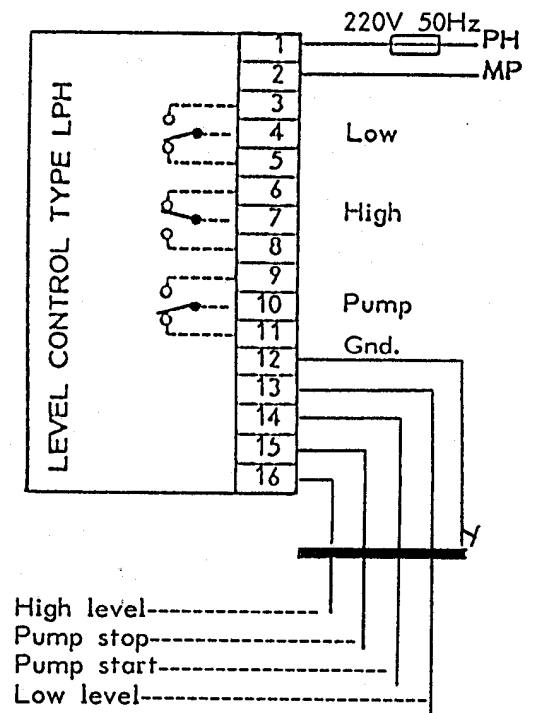 220V 50Hz
1 PH
2 MP
3
4 Low
5
6
7 High
8
9
10 Pump
11
12 Gnd.
13
14
15
16
LEVEL CONTROL TYPE LPH
High level
Pump stop
Pump start
Low level